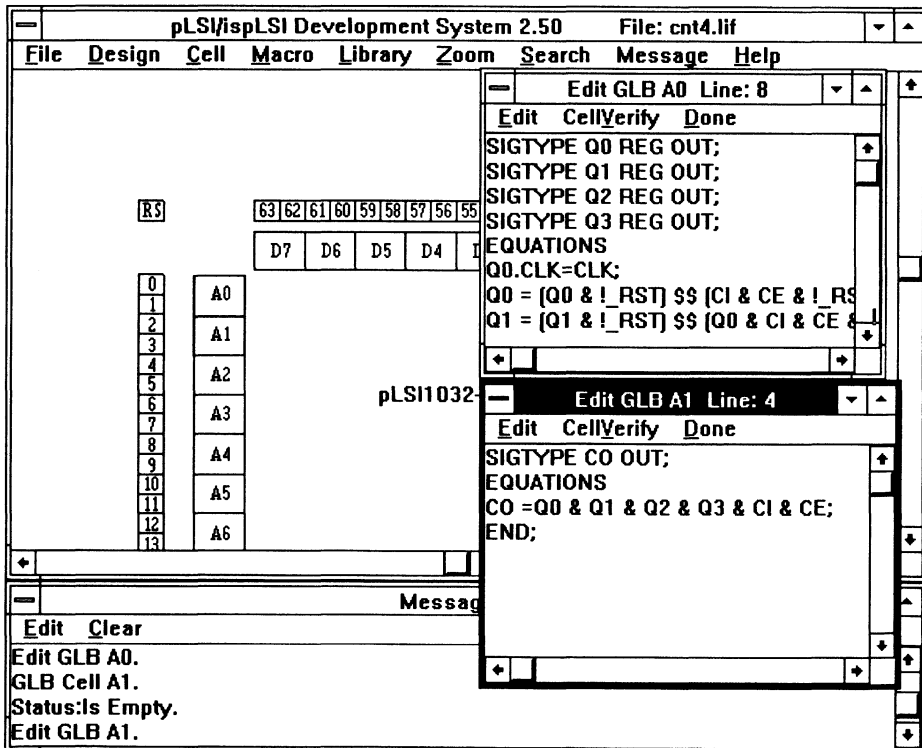 pLSI/ispLSI Development System 2.50 File: cnt4.lif
File Design Cell Macro Library Zoom Search Message Help
RS
63 62 61 60 59 58 57 56 55
D7 D6 D5 D4
0
1
2
3
4
5
6
7
8
9
10
11
12
13
A0
A1
A2
A3
A4
A5
A6
pLSI1032-
Edit GLB A0 Line: 8
Edit CellVerify Done
SIGTYPE Q0 REG OUT;
SIGTYPE Q1 REG OUT;
SIGTYPE Q2 REG OUT;
SIGTYPE Q3 REG OUT;
EQUATIONS
Q0.CLK=CLK;
Q0 = (Q0 & !_RST) $$ (CI & CE & !_RS
Q1 = (Q1 & !_RST) $$ (Q0 & CI & CE & !
Edit GLB A1 Line: 4
Edit CellVerify Done
SIGTYPE CO OUT;
EQUATIONS
CO =Q0 & Q1 & Q2 & Q3 & CI & CE;
END;
Messag
Edit Clear
Edit GLB A0.
GLB Cell A1.
Status:Is Empty.
Edit GLB A1.